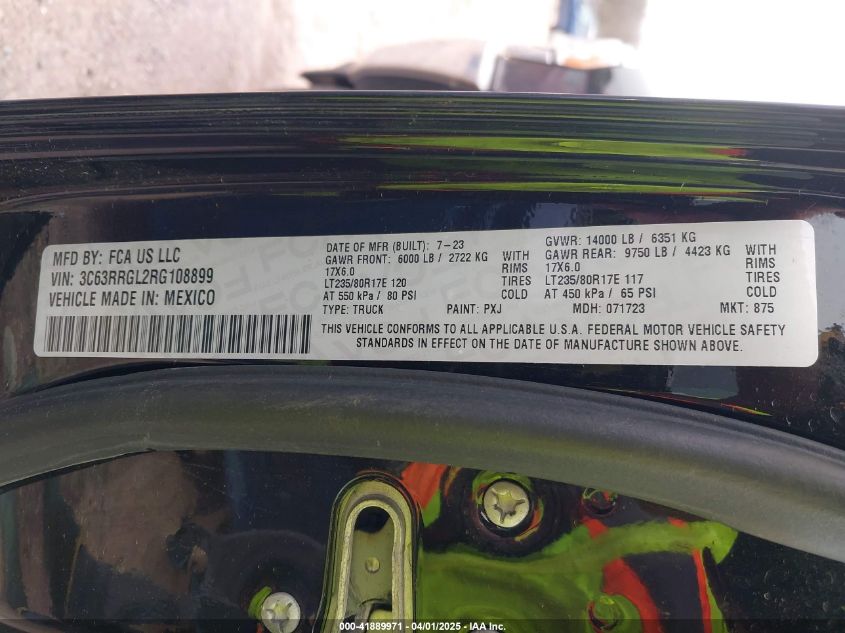 MFD BY: FCA US LLC
VIN: 3C63RRGL2RG108899
VEHICLE MADE IN: MEXICO
DATE OF MFR (BUILT): 7-23
GVWR: 14000 LB / 6351 KG
GAWR FRONT: 6000 LB / 2722 KG WITH
GAWR REAR: 9750 LB / 4423 KG WITH
17X6.0 RIMS
17X6.0 RIMS
LT235/80R17E 120 TIRES
LT235/80R17E 117 TIRES
AT 550 kPa / 80 PSI COLD
AT 450 kPa / 65 PSI COLD
TYPE: TRUCK PAINT: PXJ MDH: 071723 MKT: 875
THIS VEHICLE CONFORMS TO ALL APPLICABLE U.S.A. FEDERAL MOTOR VEHICLE SAFETY
STANDARDS IN EFFECT ON THE DATE OF MANUFACTURE SHOWN ABOVE.
000-41889971 - 04/01/2025 - IAA Inc.